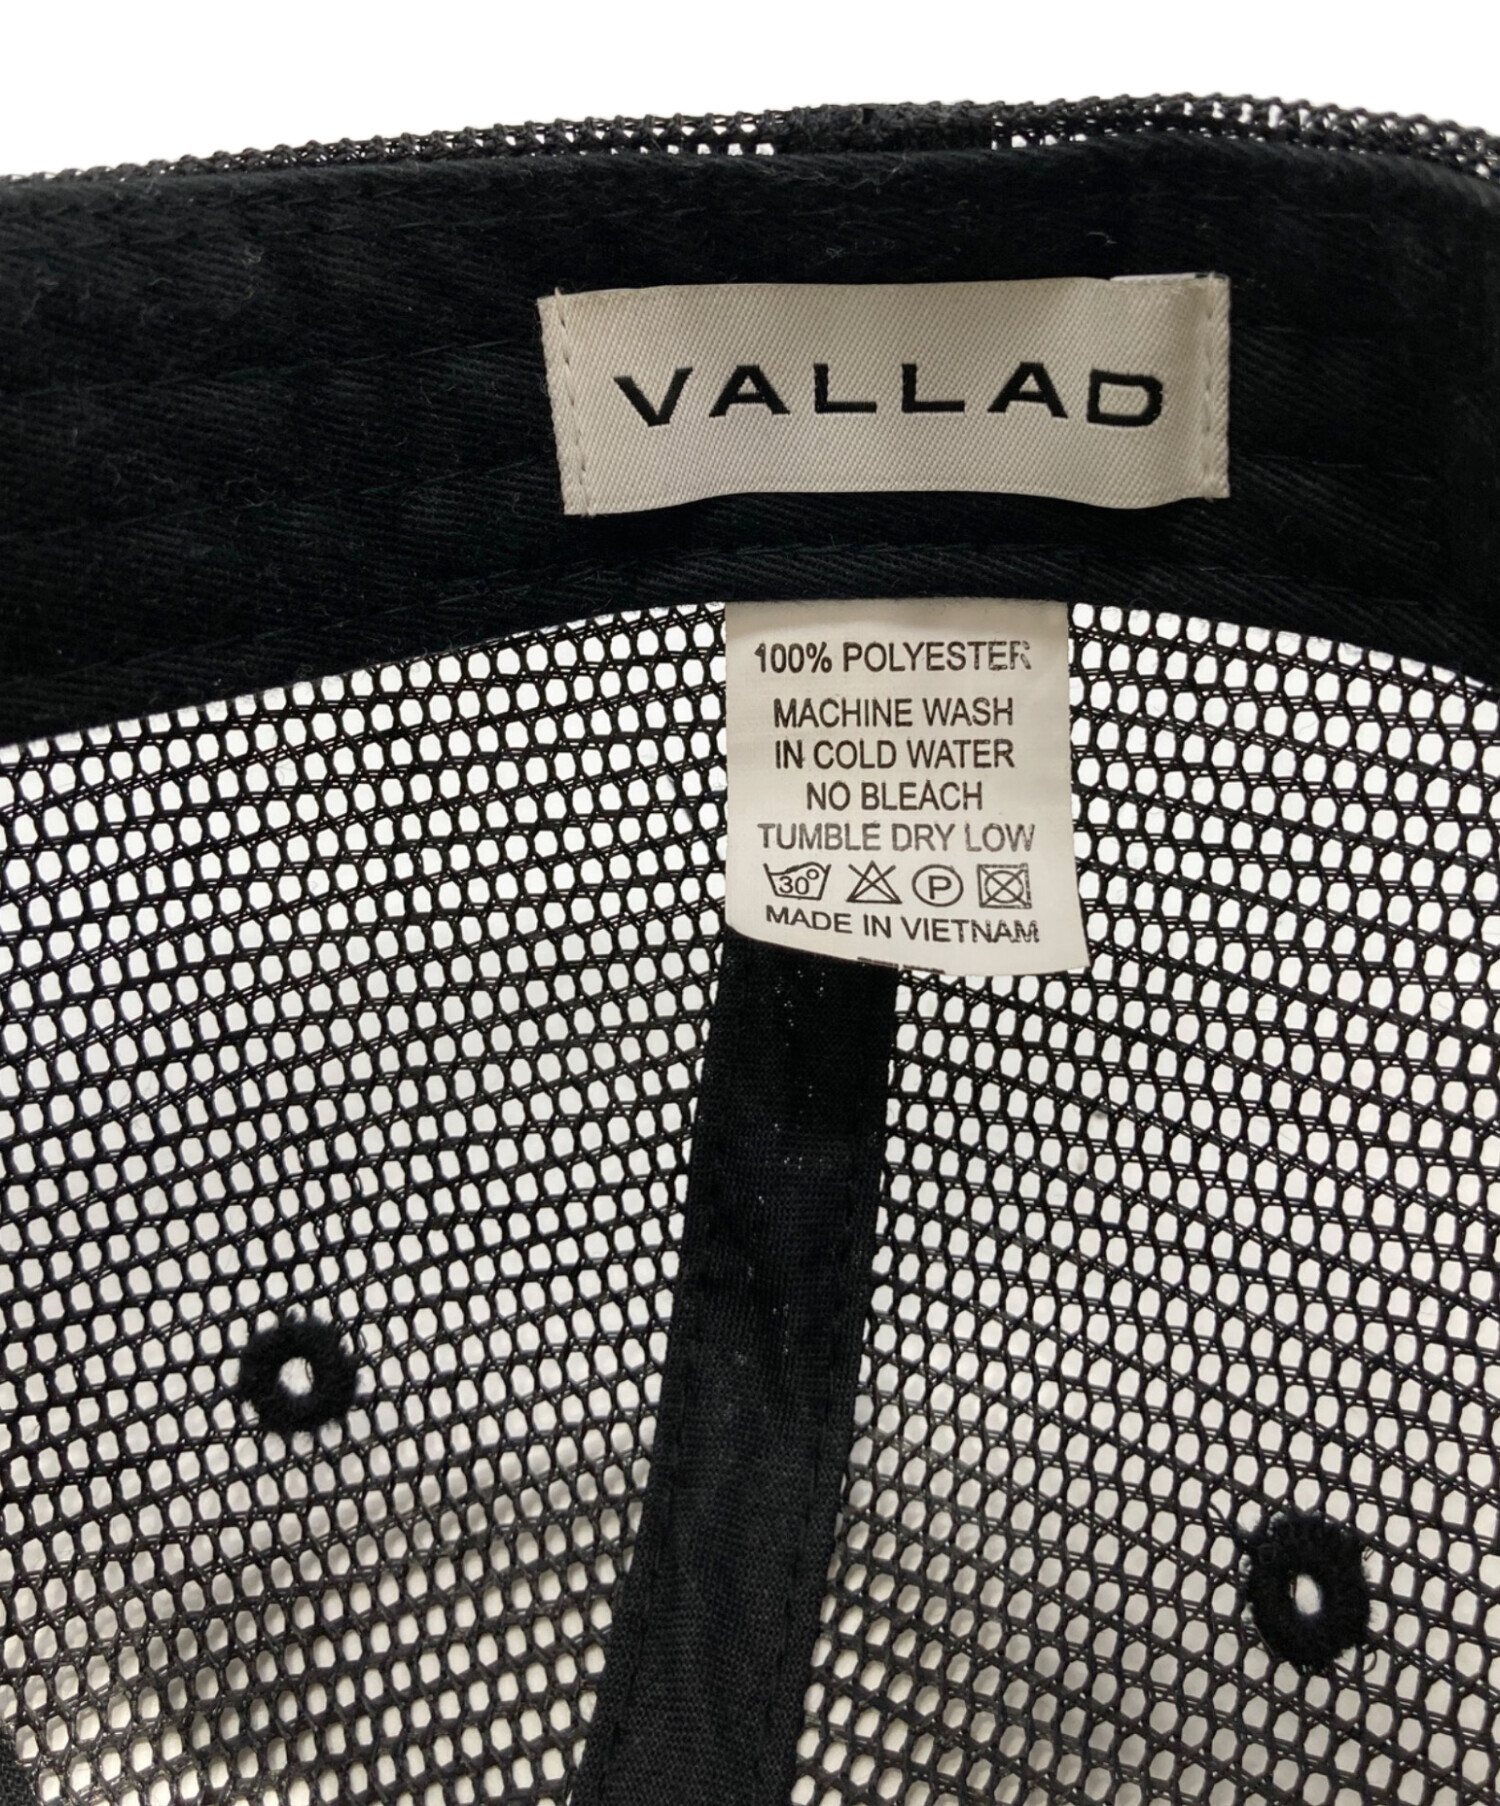 VALLAD
100% POLYESTER
MACHINE WASH
IN COLD WATER
NO BLEACH
TUMBLE DRY LOW
30° P
MADE IN VIETNAM